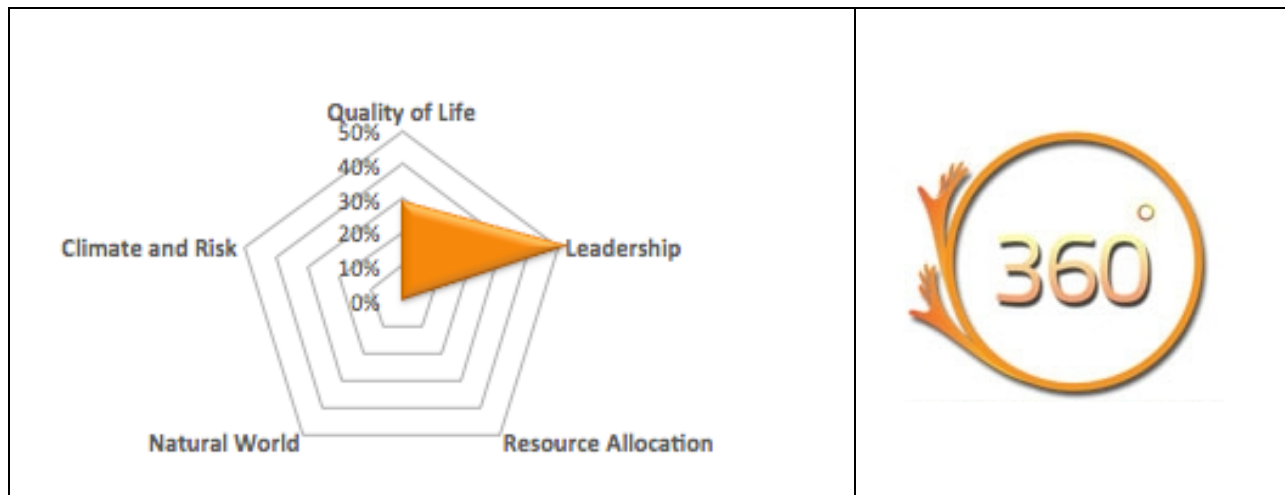 Quality of Life
50%
40%
30%
20%
10%
0%
Climate and Risk
Leadership
Natural World
Resource Allocation
360°